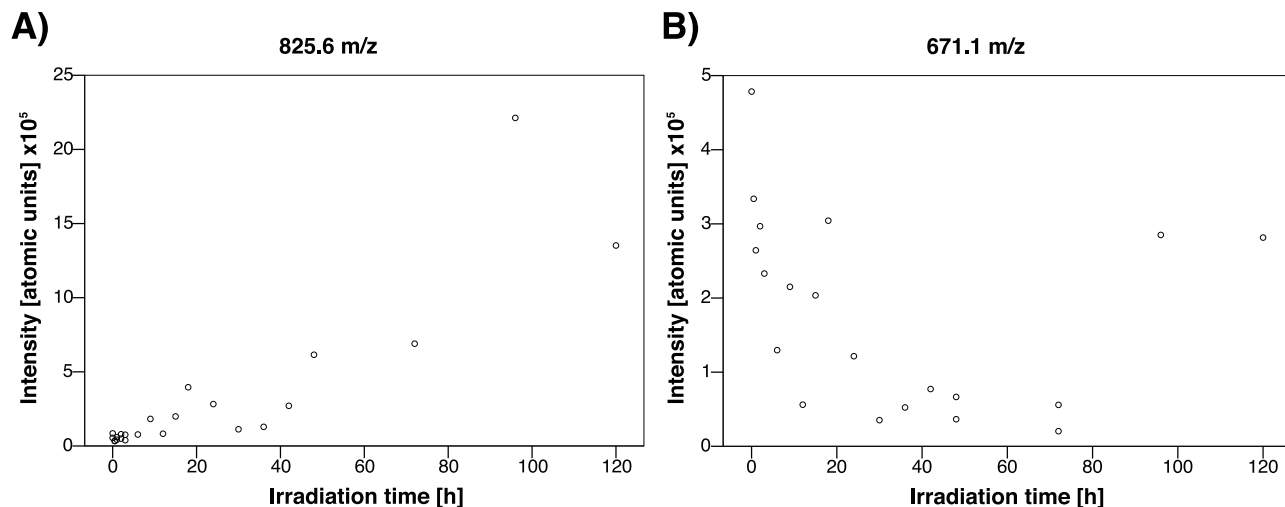 A)
825.6 m/z
25
20
15
10
5
0
Intensity [atomic units] x10⁵
0 20 40 60 80 100 120
Irradiation time [h]
B)
671.1 m/z
5
4
3
2
1
0
Intensity [atomic units] x10⁵
0 20 40 60 80 100 120
Irradiation time [h]